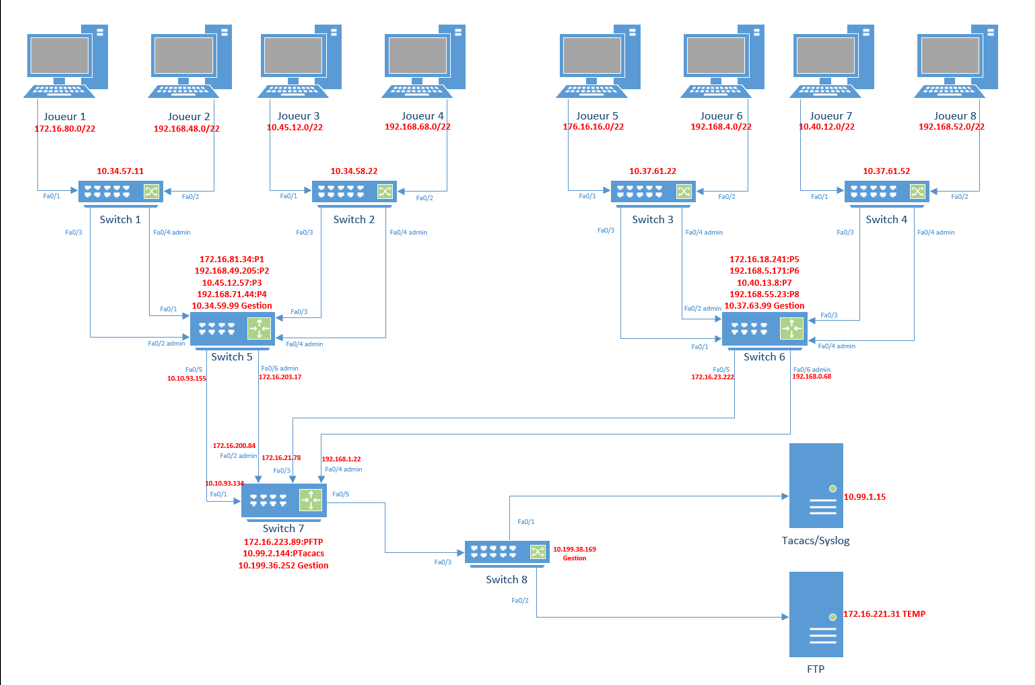 Joueur 1
172.16.80.0/22
Joueur 2
192.168.48.0/22
Joueur 3
10.45.12.0/22
Joueur 4
192.168.68.0/22
Joueur 5
176.16.16.0/22
Joueur 6
192.168.4.0/22
Joueur 7
10.40.12.0/22
Joueur 8
192.168.52.0/22
10.34.57.11
Fa0/1
Fa0/2
Switch 1
Fa0/3
Fa0/4 admin
10.34.58.22
Fa0/1
Fa0/2
Switch 2
Fa0/3
Fa0/4 admin
10.37.61.22
Fa0/1
Fa0/2
Switch 3
Fa0/3
Fa0/4 admin
10.37.61.52
Fa0/1
Fa0/2
Switch 4
Fa0/3
Fa0/4 admin
172.16.81.34:P1
192.168.49.205:P2
10.45.12.57:P3
192.168.71.44:P4
10.34.59.99 Gestion
Fa0/1
Fa0/3
Fa0/2 admin
Fa0/4 admin
Switch 5
Fa0/5
10.10.93.155
Fa0/6 admin
172.16.203.17
172.16.18.241:P5
192.168.5.171:P6
10.40.13.8:P7
192.168.55.23:P8
10.37.63.99 Gestion
Fa0/2 admin
Fa0/3
Fa0/1
Fa0/4 admin
Switch 6
Fa0/5
172.16.23.222
Fa0/6 admin
192.168.0.68
172.16.200.84
Fa0/2 admin
172.16.21.78
Fa0/3
192.168.1.22
Fa0/4 admin
10.10.93.134
Fa0/1
Fa0/5
Switch 7
172.16.223.89:PFTP
10.99.2.144:PTacacs
10.199.36.252 Gestion
Fa0/1
Fa0/3
10.199.38.169
Gestion
Switch 8
Fa0/2
10.99.1.15
Tacacs/Syslog
172.16.221.31 TEMP
FTP